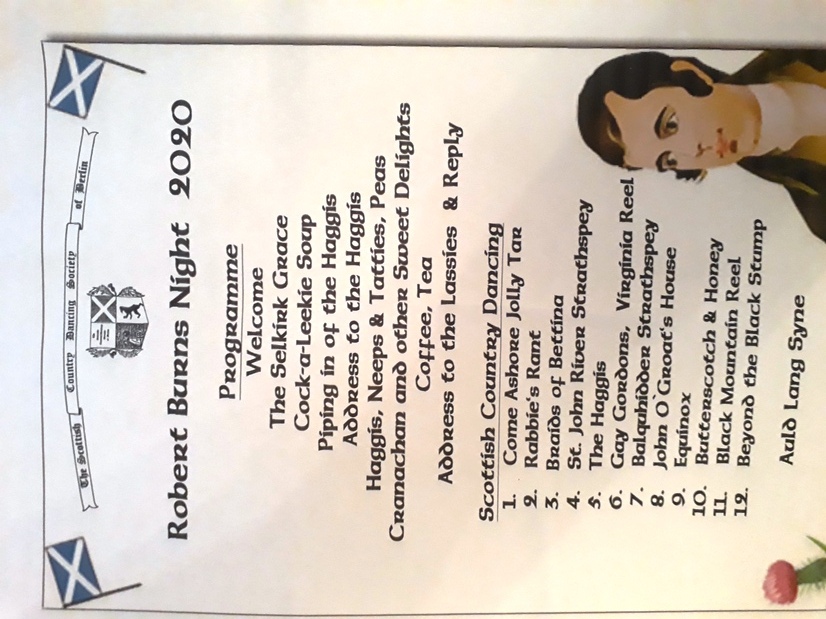 The Scottish Country Dancing Society of Berlin
Robert Burns Night 2020
Programme
Welcome
The Selkirk Grace
Cock-a-Leekie Soup
Piping in of the Haggis
Address to the Haggis
Haggis, Neeps & Tatties, Peas
Cranachan and other Sweet Delights
Coffee, Tea
Address to the Lassies & Reply
Scottish Country Dancing
1. Come Ashore Jolly Tar
2. Rabbie's Rant
3. Braids of Bettina
4. St. John River Strathspey
5. The Haggis
6. Gay Gordons, Virginia Reel
7. Balquhidder Strathspey
8. John O`Groat's House
9. Equinox
10. Butterscotch & Honey
11. Black Mountain Reel
12. Beyond the Black Stump
Auld Lang Syne